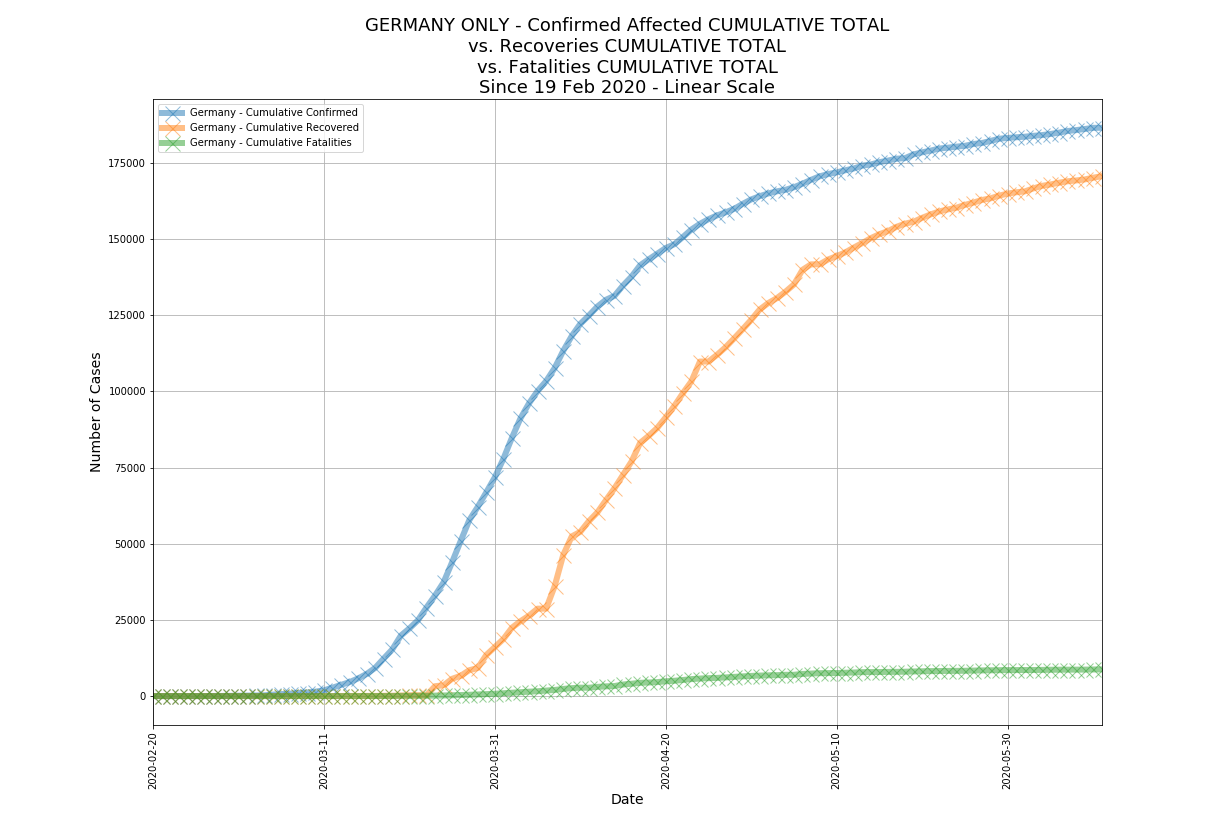 GERMANY ONLY - Confirmed Affected CUMULATIVE TOTAL
vs. Recoveries CUMULATIVE TOTAL
vs. Fatalities CUMULATIVE TOTAL
Since 19 Feb 2020 - Linear Scale
Germany - Cumulative Confirmed
Germany - Cumulative Recovered
Germany - Cumulative Fatalities
Number of Cases
175000
150000
125000
100000
75000
50000
25000
0
2020-02-20
2020-03-11
2020-03-31
2020-04-20
2020-05-10
2020-05-30
Date